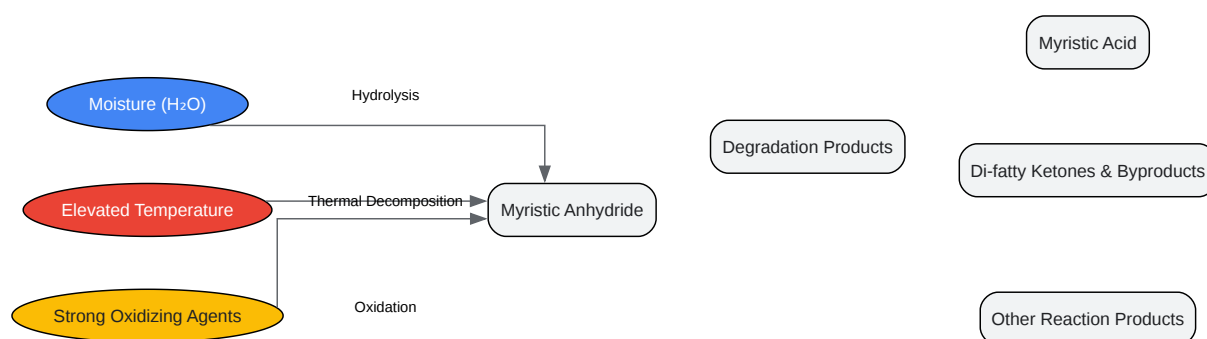 Myristic Acid
Moisture (H₂O)
Hydrolysis
Degradation Products
Di-fatty Ketones & Byproducts
Elevated Temperature
Thermal Decomposition
Myristic Anhydride
Strong Oxidizing Agents
Oxidation
Other Reaction Products